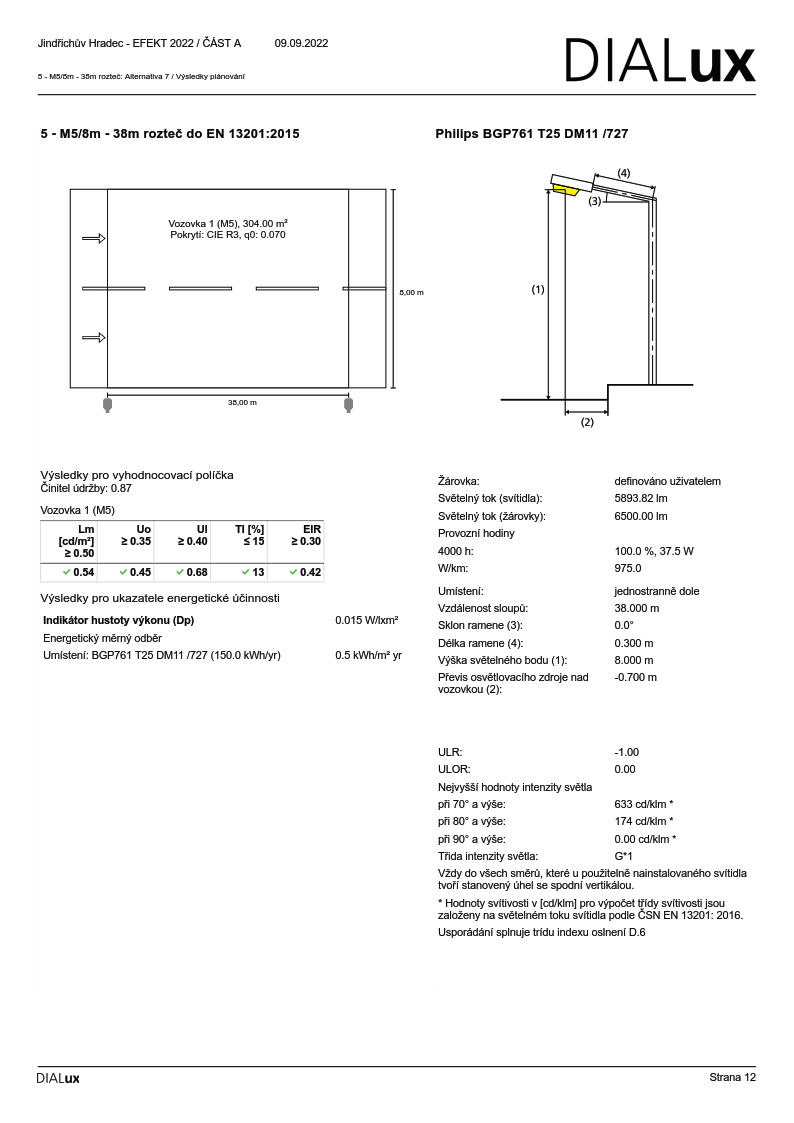 Jindřichův Hradec - EFEKT 2022 / ČÁST A 09.09.2022
DIALux
5 - M5/8m - 38m rozteč: Alternativa 7 / Výsledky plánování
5 - M5/8m - 38m rozteč do EN 13201:2015
Vozovka 1 (M5), 304.00 m²
Pokrytí: CIE R3, q0: 0.070
8,00 m
38,00 m
Výsledky pro vyhodnocovací políčka
Činitel údržby: 0.87
Vozovka 1 (M5)
Lm Uo Ul TI [%] EIR
[cd/m²] ≥ 0.35 ≥ 0.40 ≤ 15 ≥ 0.30
≥ 0.50
✓ 0.54 ✓ 0.45 ✓ 0.68 ✓ 13 ✓ 0.42
Výsledky pro ukazatele energetické účinnosti
Indikátor hustoty výkonu (Dp) 0.015 W/lxm²
Energetický měrný odběr
Umístení: BGP761 T25 DM11 /727 (150.0 kWh/yr) 0.5 kWh/m² yr
Philips BGP761 T25 DM11 /727
(4)
(3)
(1)
(2)
Žárovka: definováno uživatelem
Světelný tok (svítidla): 5893.82 lm
Světelný tok (žárovky): 6500.00 lm
Provozní hodiny
4000 h: 100.0 %, 37.5 W
W/km: 975.0
Umístení: jednostranně dole
Vzdálenost sloupů: 38.000 m
Sklon ramene (3): 0.0°
Délka ramene (4): 0.300 m
Výška světelného bodu (1): 8.000 m
Převis osvětlovacího zdroje nad -0.700 m
vozovkou (2):
ULR: -1.00
ULOR: 0.00
Nejvyšší hodnoty intenzity světla
při 70° a výše: 633 cd/klm *
při 80° a výše: 174 cd/klm *
při 90° a výše: 0.00 cd/klm *
Třida intenzity světla: G*1
Vždy do všech směrů, které u použitelně nainstalovaného svítidla
tvoří stanovený úhel se spodní vertikálou.
* Hodnoty svítivosti v [cd/klm] pro výpočet třídy svítivosti jsou
založeny na světelném toku svítidla podle ČSN EN 13201: 2016.
Usporádání splnuje trídu indexu oslnení D.6
DIALux
Strana 12